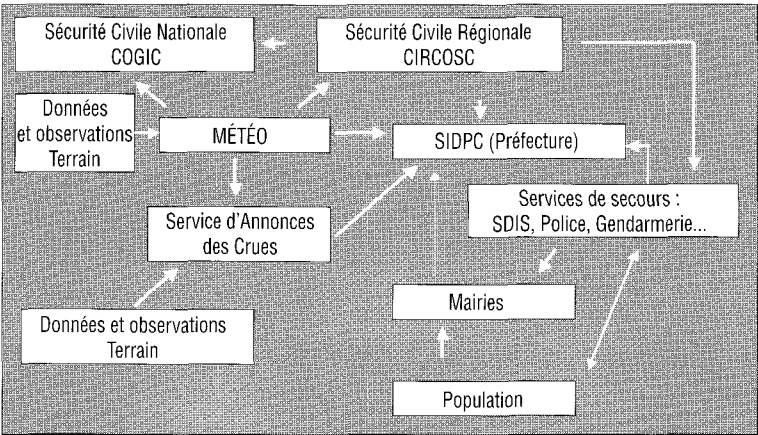 Sécurité Civile Nationale
COGIC
Sécurité Civile Régionale
CIRCOSC
Données
et observations
Terrain
MÉTÉO
SIDPC (Préfecture)
Service d'Annonces
des Crues
Services de secours :
SDIS, Police, Gendarmerie...
Données et observations
Terrain
Mairies
Population